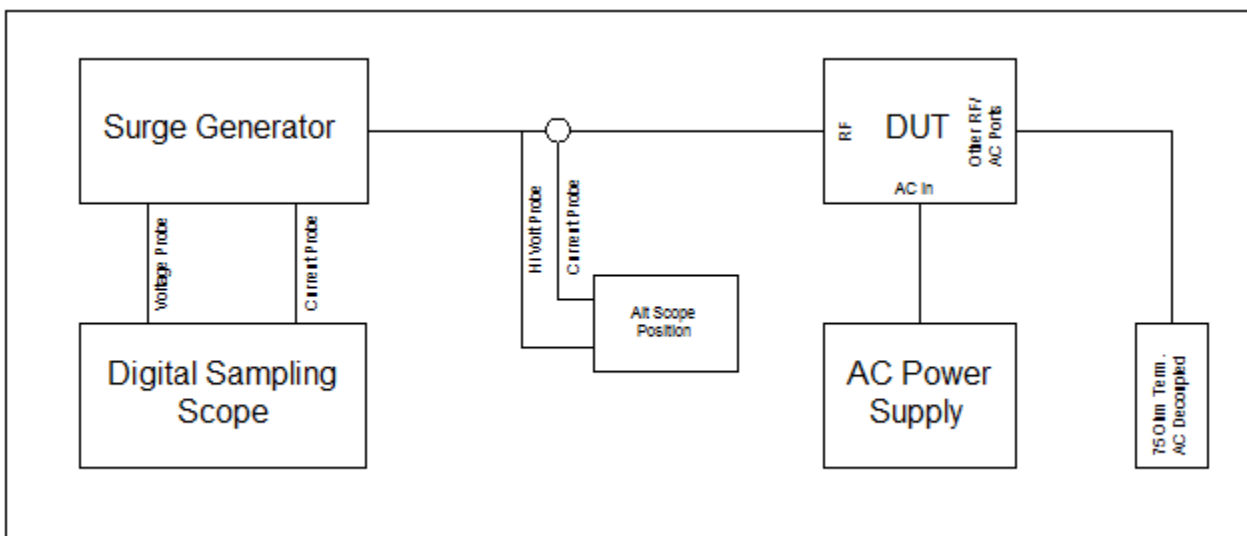 Surge Generator
Voltage Probe
Current Probe
Digital Sampling
Scope
Hi Volt Probe
Current Probe
Alt Scope
Position
RF
DUT
Other RF/
AC Ports
AC In
AC Power
Supply
75 Ohm Term.
AC Decoupled